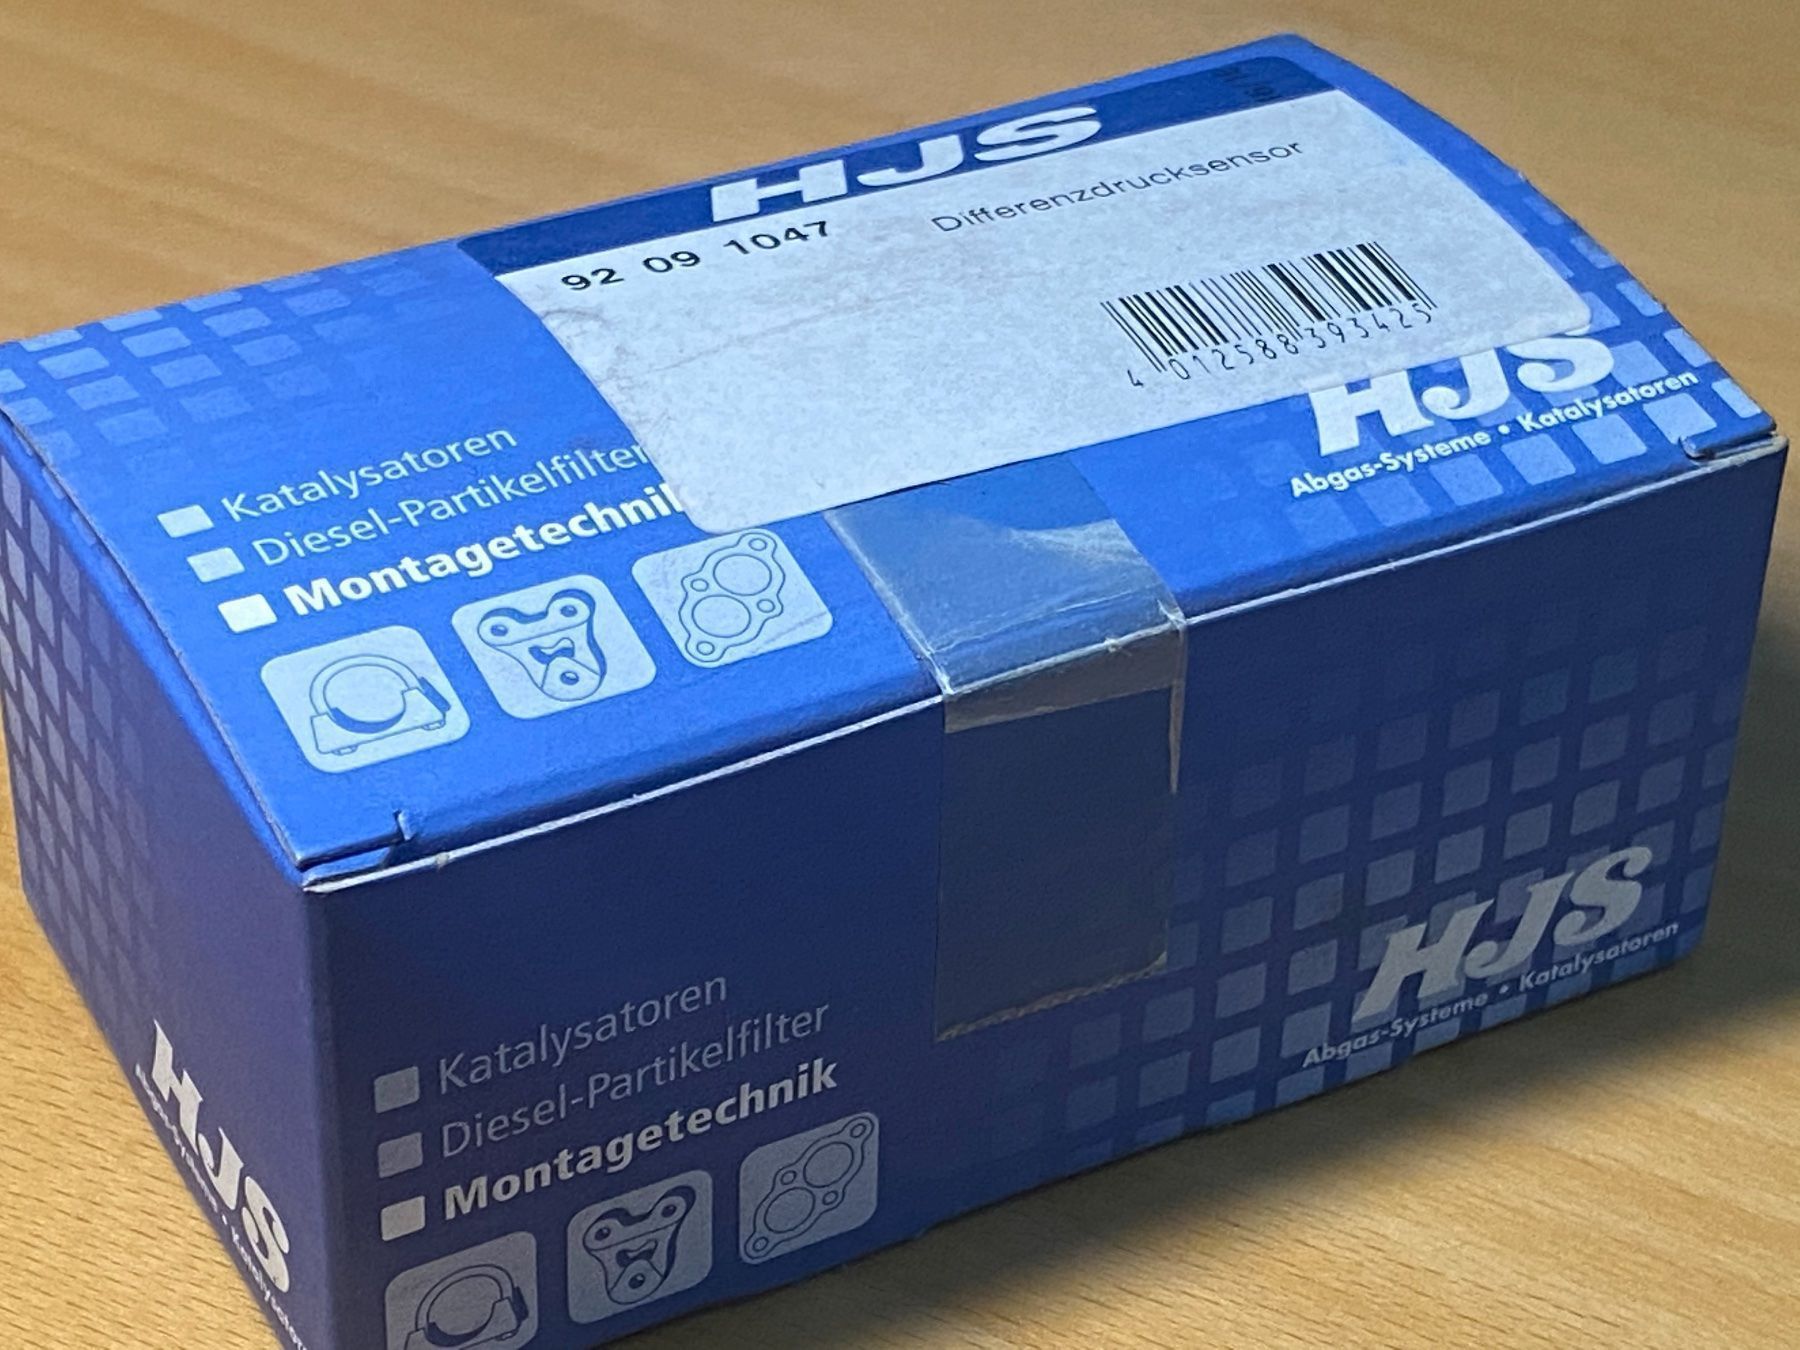 HJS
92 09 1047 Differenzdrucksensor
4 012588 393425
HJS
Abgas-Systeme • Katalysatoren
Katalysatoren
Diesel-Partikelfilter
Montagetechnik
Katalysatoren
Diesel-Partikelfilter
Montagetechnik
HJS
Abgas-Systeme • Katalysatoren
HJS